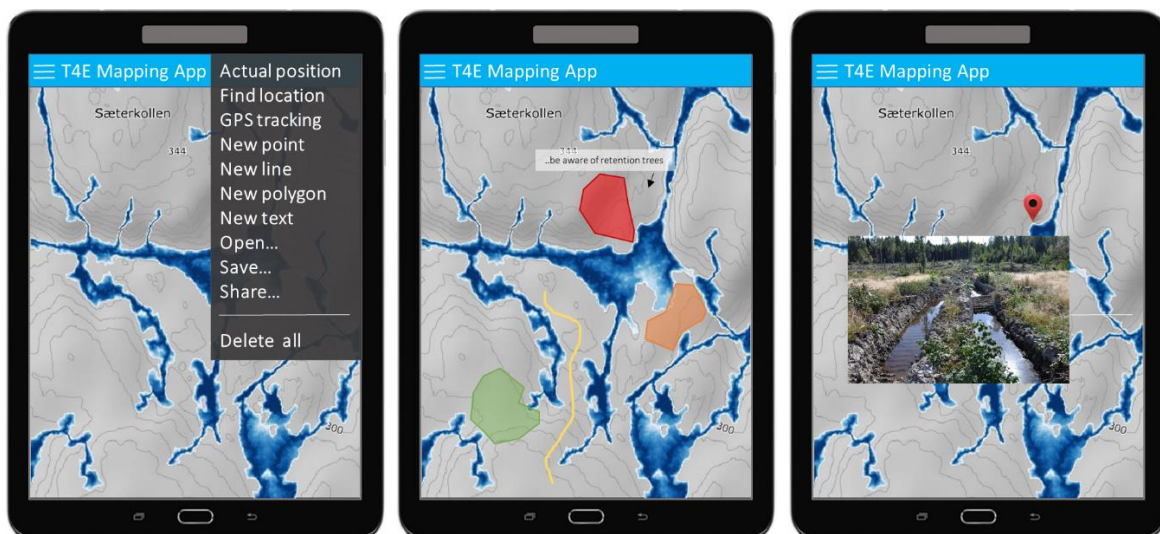 T4E Mapping App
Actual position
Find location
GPS tracking
New point
New line
New polygon
New text
Open...
Save...
Share...
Delete all
Sæterkollen
344
300
T4E Mapping App
Sæterkollen
344
..be aware of retention trees
300
T4E Mapping App
Sæterkollen
344
300